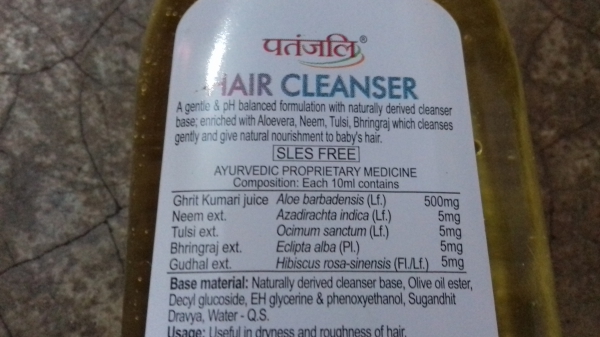 पतंजलि®
HAIR CLEANSER
A gentle & pH balanced formulation with naturally derived cleanser
base; enriched with Aloevera, Neem, Tulsi, Bhringraj which cleanses
gently and give natural nourishment to baby's hair.
SLES FREE
AYURVEDIC PROPRIETARY MEDICINE
Composition: Each 10ml contains
Ghrit Kumari juice Aloe barbadensis (Lf.) 500mg
Neem ext. Azadirachta indica (Lf.) 5mg
Tulsi ext. Ocimum sanctum (Lf.) 5mg
Bhringraj ext. Eclipta alba (Pl.) 5mg
Gudhal ext. Hibiscus rosa-sinensis (Fl./Lf.) 5mg
Base material: Naturally derived cleanser base, Olive oil ester,
Decyl glucoside, EH glycerine & phenoxyethanol, Sugandhit
Dravya, Water - Q.S.
Usage: Useful in dryness and roughness of hair.